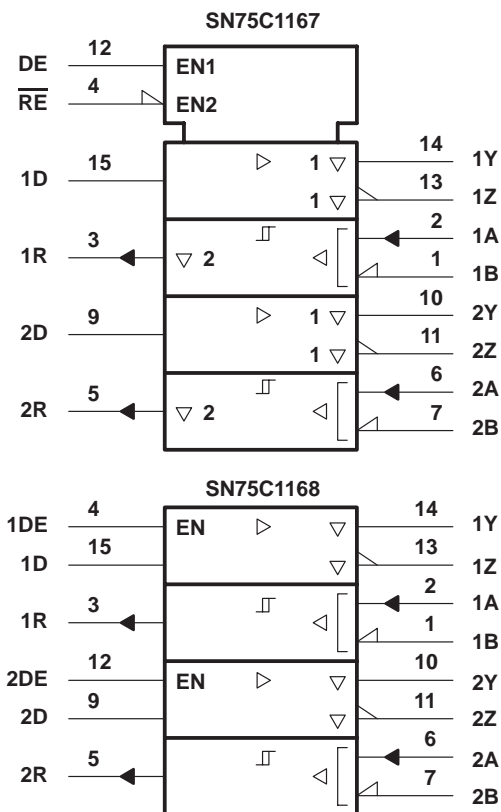 SN75C1167
DE 12 EN1
RE 4 EN2
1D 15 1 14 1Y
1 13 1Z
1R 3 2 2 1A
1 1B
2D 9 1 10 2Y
1 11 2Z
2R 5 2 6 2A
7 2B
SN75C1168
1DE 4 EN 14 1Y
1D 15 13 1Z
1R 3 2 1A
1 1B
2DE 12 EN 10 2Y
2D 9 11 2Z
2R 5 6 2A
7 2B